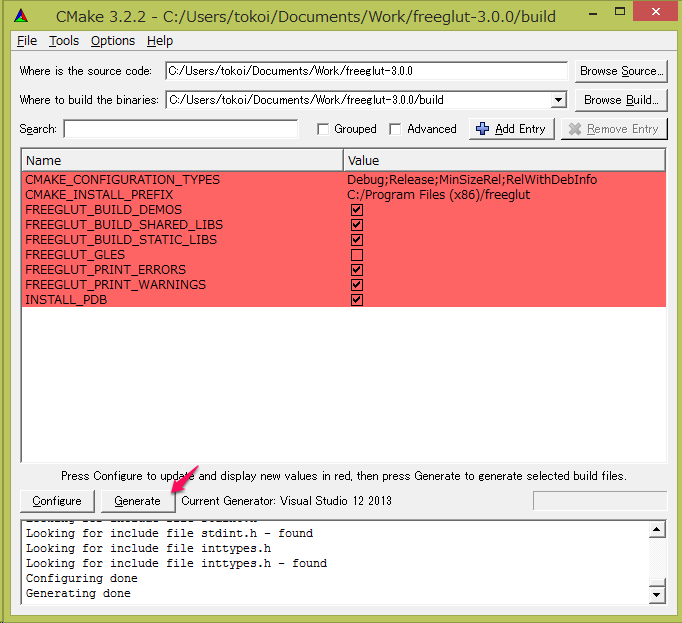 CMake 3.2.2 - C:/Users/tokoi/Documents/Work/freeglut-3.0.0/build
File Tools Options Help
Where is the source code: C:/Users/tokoi/Documents/Work/freeglut-3.0.0 Browse Source...
Where to build the binaries: C:/Users/tokoi/Documents/Work/freeglut-3.0.0/build Browse Build...
Search: Grouped Advanced Add Entry Remove Entry
Name Value
CMAKE_CONFIGURATION_TYPES Debug;Release;MinSizeRel;RelWithDebInfo
CMAKE_INSTALL_PREFIX C:/Program Files (x86)/freeglut
FREEGLUT_BUILD_DEMOS
FREEGLUT_BUILD_SHARED_LIBS
FREEGLUT_BUILD_STATIC_LIBS
FREEGLUT_GLES
FREEGLUT_PRINT_ERRORS
FREEGLUT_PRINT_WARNINGS
INSTALL_PDB
Press Configure to update and display new values in red, then press Generate to generate selected build files.
Configure Generate Current Generator: Visual Studio 12 2013
Looking for include file stdint.h
Looking for include file stdint.h - found
Looking for include file inttypes.h
Looking for include file inttypes.h - found
Configuring done
Generating done